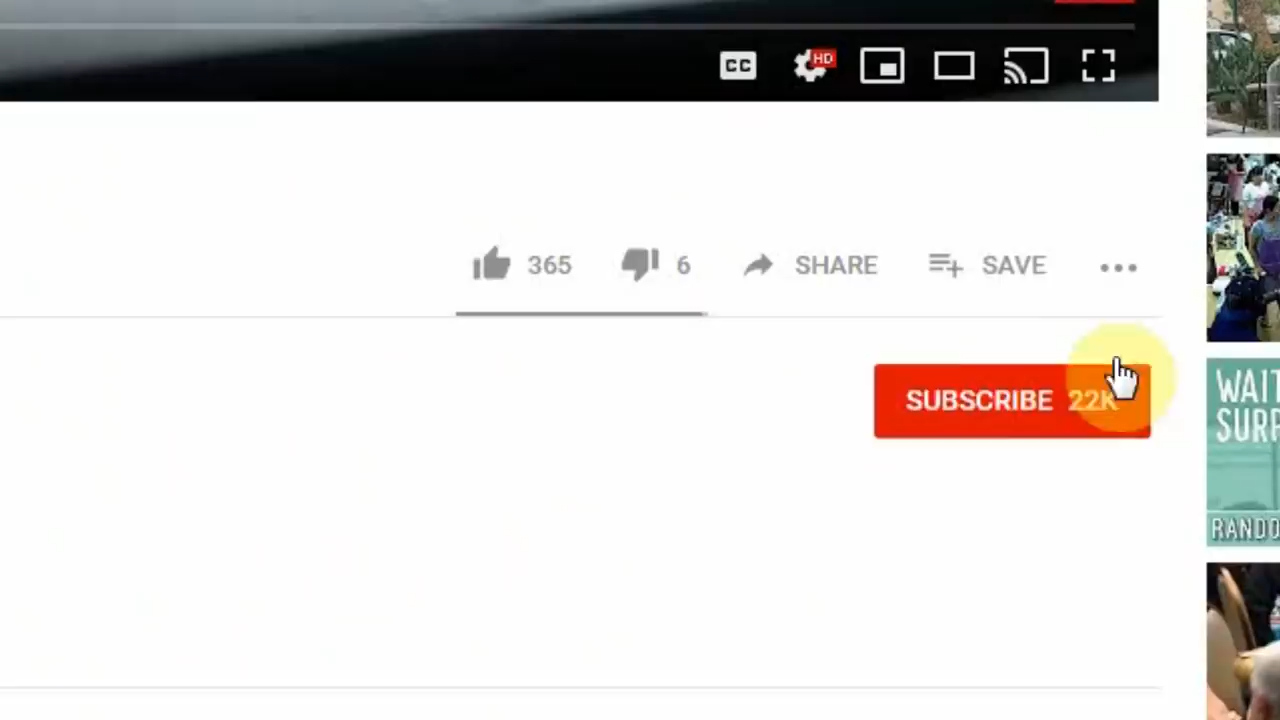 CC HD
365 6 SHARE SAVE
SUBSCRIBE 22K
WAIT
SURP
RANDO